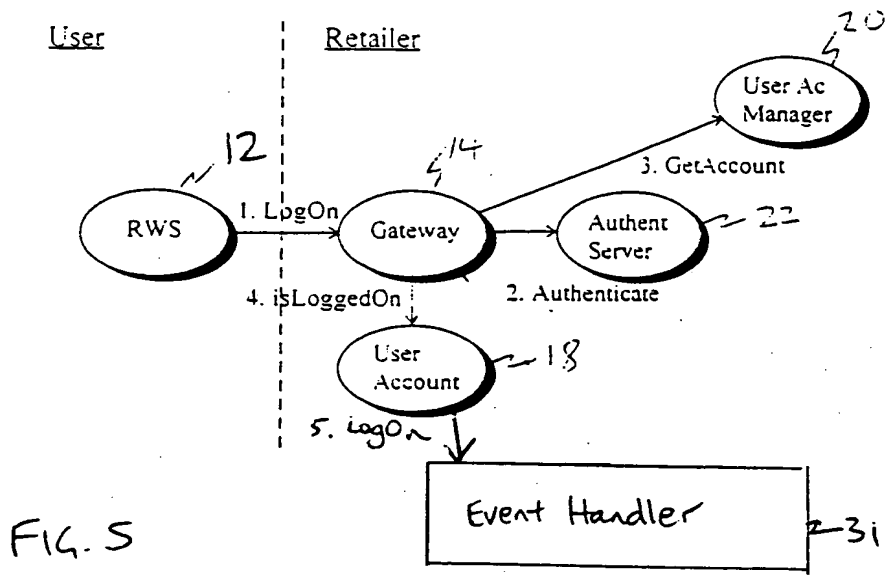 User
Retailer
20
User Ac
Manager
12
14
3. GetAccount
1. LogOn
RWS
Gateway
Authent
Server
22
4. isLoggedOn
2. Authenticate
User
Account
18
5. LogOn
Event Handler
31
FIG. 5